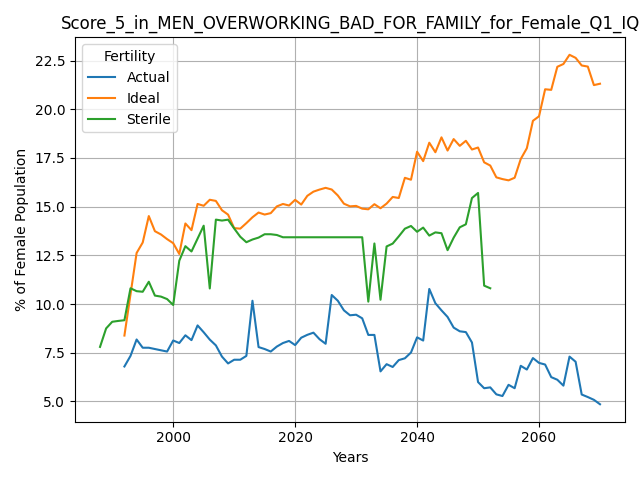 Score_5_in_MEN_OVERWORKING_BAD_FOR_FAMILY_for_Female_Q1_IQ
Fertility
Actual
Ideal
Sterile
% of Female Population
22.5
20.0
17.5
15.0
12.5
10.0
7.5
5.0
2000
2020
2040
2060
Years